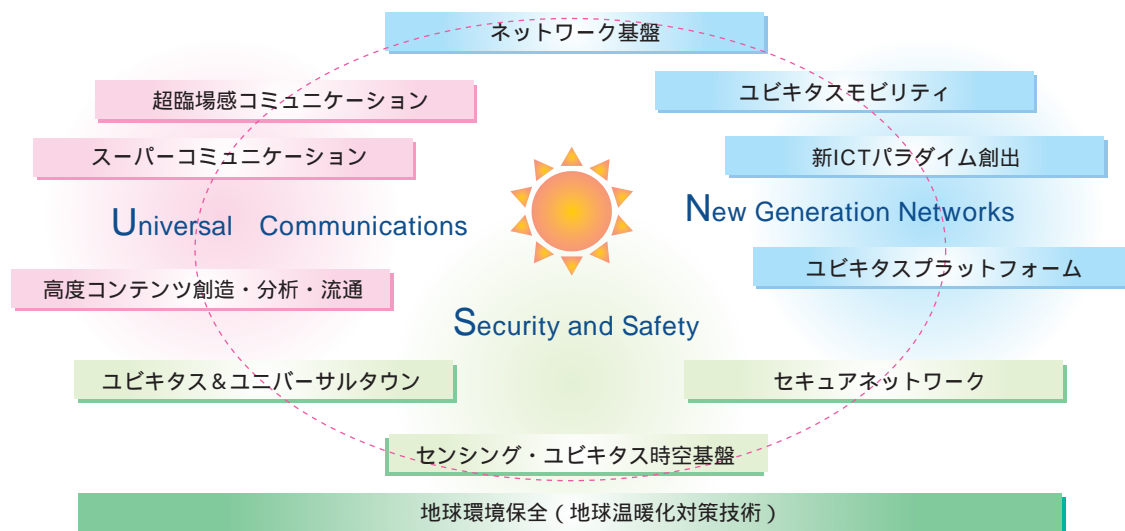 ネットワーク基盤
超臨場感コミュニケーション
ユビキタスモビリティ
スーパーコミュニケーション
新ICTパラダイム創出
Universal Communications
New Generation Networks
高度コンテンツ創造・分析・流通
ユビキタスプラットフォーム
Security and Safety
ユビキタス＆ユニバーサルタウン
セキュアネットワーク
センシング・ユビキタス時空基盤
地球環境保全（地球温暖化対策技術）